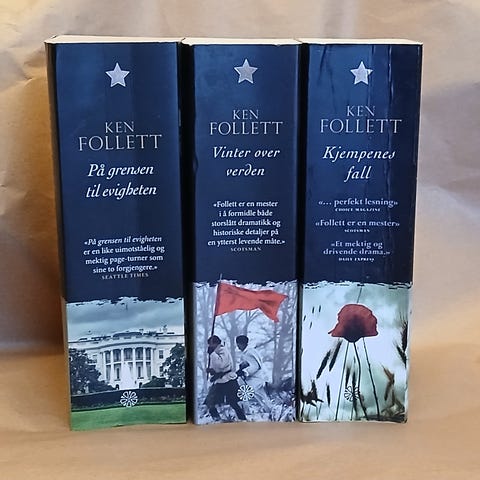 KEN
FOLLETT
På grensen
til evigheten
«På grensen til evigheten
er en like uimotståelig og
mektig page-turner som
sine to forgjengere.»
SEATTLE TIMES
KEN
FOLLETT
Vinter over
verden
«Follett er en mester
i å formidle både
storslått dramatikk og
historiske detaljer på
en ytterst levende måte.»
SCOTSMAN
KEN
FOLLETT
Kjempenes
fall
«... perfekt lesning»
CHOICE MAGAZINE
«Follett er en mester»
SCOTSMAN
«Et mektig og
drivende drama.»
DAILY EXPRESS